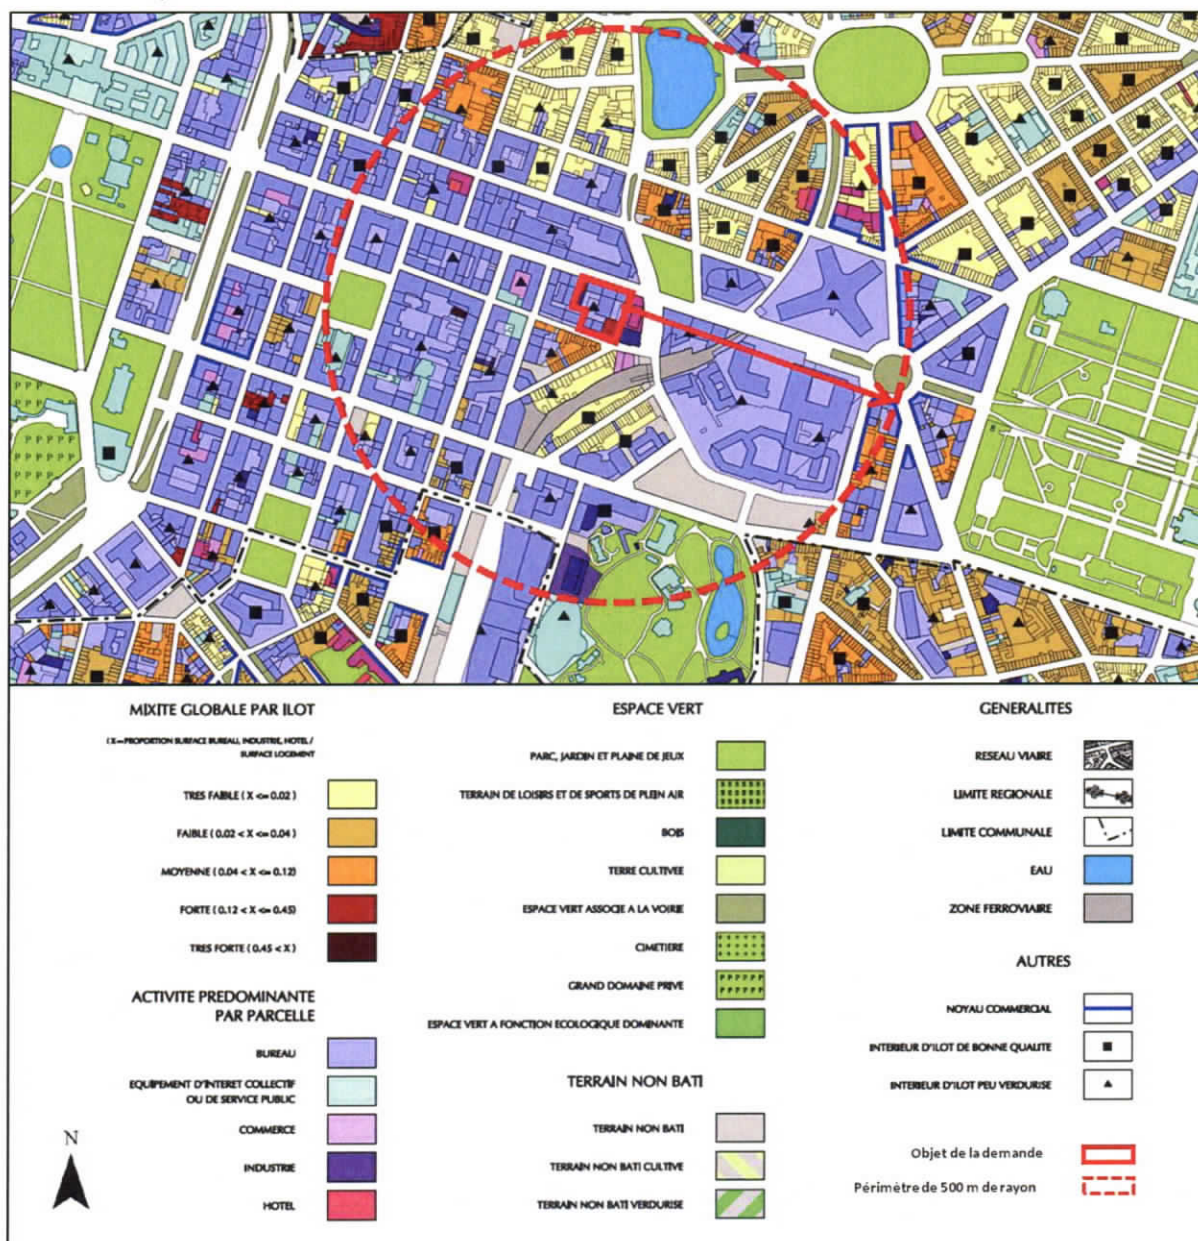 MIXITE GLOBALE PAR ILOT
( X = PROPORTION SURFACE BUREAU, INDUSTRIE, HOTEL /
SURFACE LOGEMENT
TRES FAIBLE ( X <= 0.02 )
FAIBLE ( 0.02 < X <= 0.04 )
MOYENNE ( 0.04 < X <= 0.12)
FORTE ( 0.12 < X <= 0.45)
TRES FORTE ( 0.45 < X )
ACTIVITE PREDOMINANTE
PAR PARCELLE
BUREAU
EQUIPEMENT D'INTERET COLLECTIF
OU DE SERVICE PUBLIC
COMMERCE
INDUSTRIE
HOTEL
N
ESPACE VERT
PARC, JARDIN ET PLAINE DE JEUX
TERRAIN DE LOISIRS ET DE SPORTS DE PLEIN AIR
BOIS
TERRE CULTIVEE
ESPACE VERT ASSOCIE A LA VOIRIE
CIMETIERE
GRAND DOMAINE PRIVE
ESPACE VERT A FONCTION ECOLOGIQUE DOMINANTE
TERRAIN NON BATI
TERRAIN NON BATI
TERRAIN NON BATI CULTIVE
TERRAIN NON BATI VERDURISE
GENERALITES
RESEAU VIAIRE
LIMITE REGIONALE
LIMITE COMMUNALE
EAU
ZONE FERROVIAIRE
AUTRES
NOYAU COMMERCIAL
INTERIEUR D'ILOT DE BONNE QUALITE
INTERIEUR D'ILOT PEU VERDURISE
Objet de la demande
Périmètre de 500 m de rayon